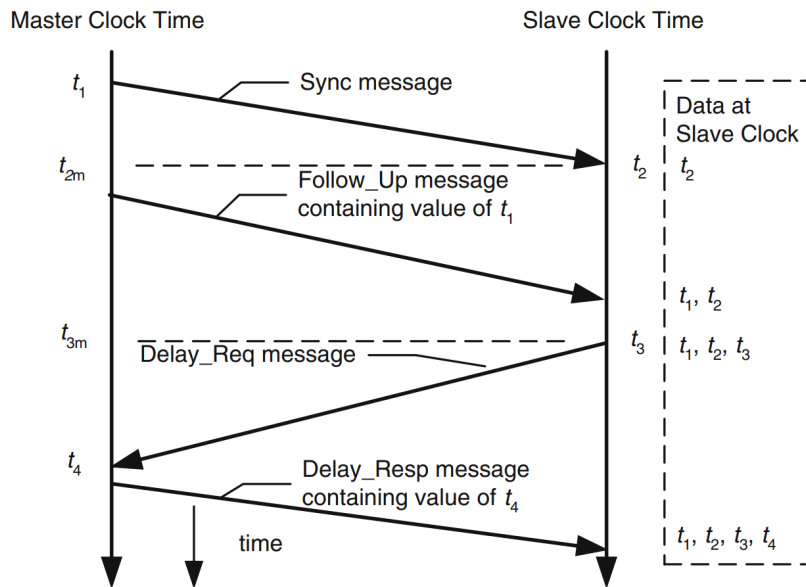 Master Clock Time
Slave Clock Time
t1
Sync message
Data at
Slave Clock
t2m
t2
t2
Follow_Up message
containing value of t1
t1, t2
t3m
t3
t1, t2, t3
Delay_Req message
t4
Delay_Resp message
containing value of t4
time
t1, t2, t3, t4